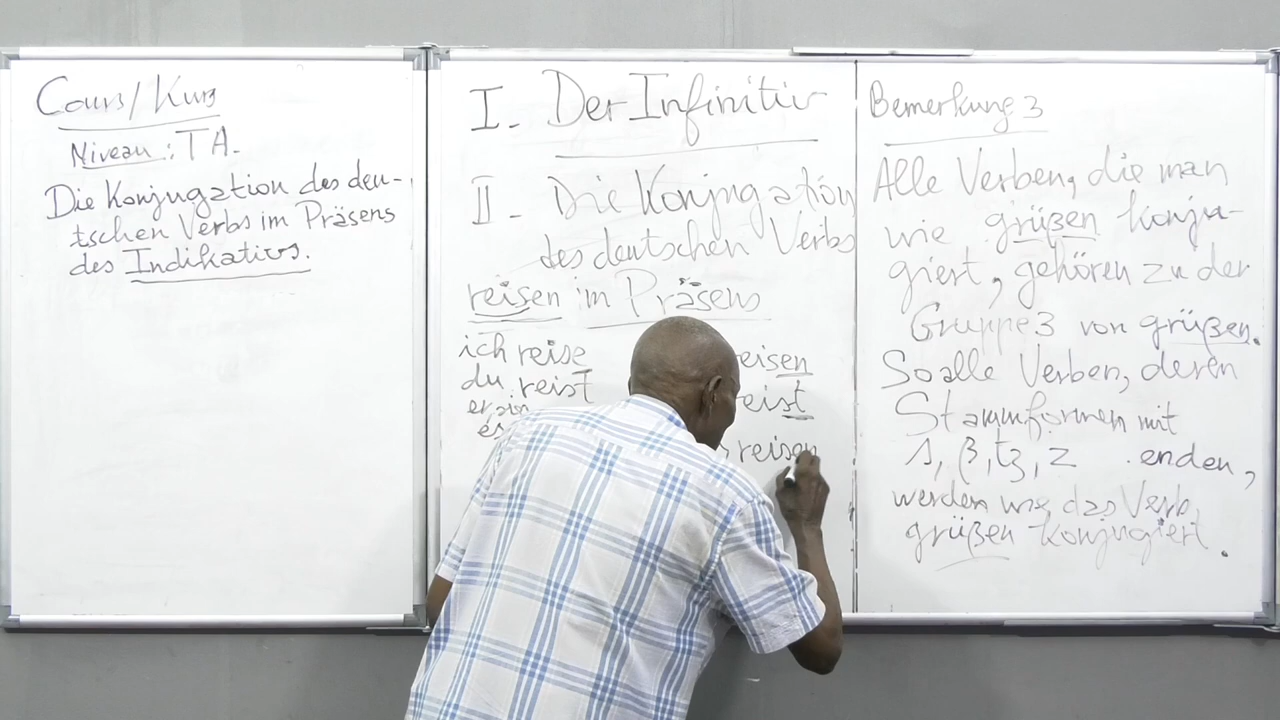 Cours/Kurs
Niveau : TA.
Die Konjugation des deu-
tschen Verbs im Präsens
des Indikativs.
I- Der Infinitiv
II- Die Konjugation
des deutschen Verbs
reisen im Präsens
ich reise eisen
du reist eist
er, sie reisen
es
Bemerkung 3
Alle Verben, die man
wie grüßen konju-
giert, gehören zu der
Gruppe 3 von grüßen.
So alle Verben, deren
Stammformen mit
s, ß, tz, z enden,
werden wie das Verb
grüßen konjugiert.